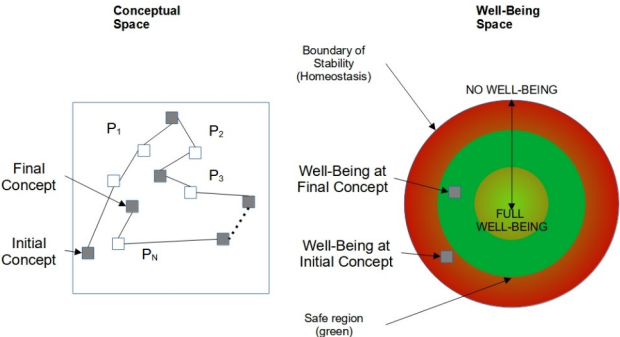 Conceptual
Space
P1
P2
P3
PN
Final
Concept
Initial
Concept
Well-Being
Space
Boundary of
Stability
(Homeostasis)
NO WELL-BEING
Well-Being at
Final Concept
FULL
WELL-BEING
Well-Being at
Initial Concept
Safe region
(green)